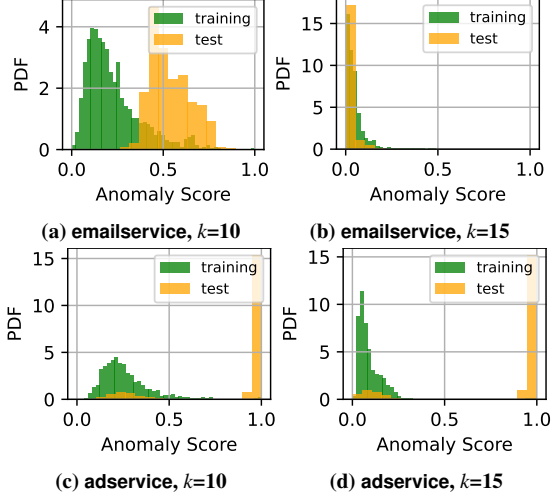 4
2
0
PDF
training
test
0.0
0.5
1.0
Anomaly Score
(a) emailservice, k=10
15
10
5
0
PDF
training
test
0.0
0.5
1.0
Anomaly Score
(b) emailservice, k=15
15
10
5
0
PDF
training
test
0.0
0.5
1.0
Anomaly Score
(c) adservice, k=10
15
10
5
0
PDF
training
test
0.0
0.5
1.0
Anomaly Score
(d) adservice, k=15